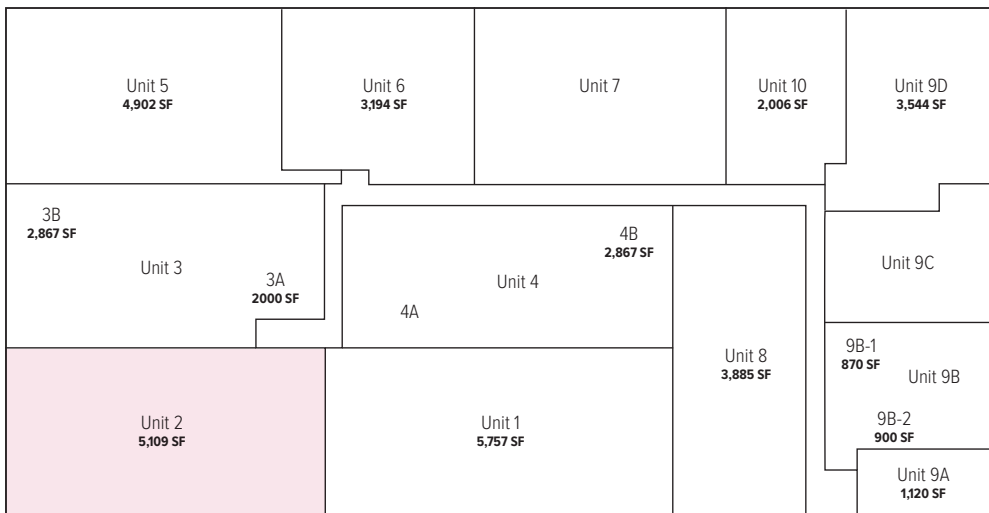 Unit 5
4,902 SF
Unit 6
3,194 SF
Unit 7
Unit 10
2,006 SF
Unit 9D
3,544 SF
3B
2,867 SF
Unit 3
3A
2000 SF
4B
2,867 SF
Unit 4
4A
Unit 9C
Unit 8
3,885 SF
9B-1
870 SF
Unit 9B
9B-2
900 SF
Unit 2
5,109 SF
Unit 1
5,757 SF
Unit 9A
1,120 SF